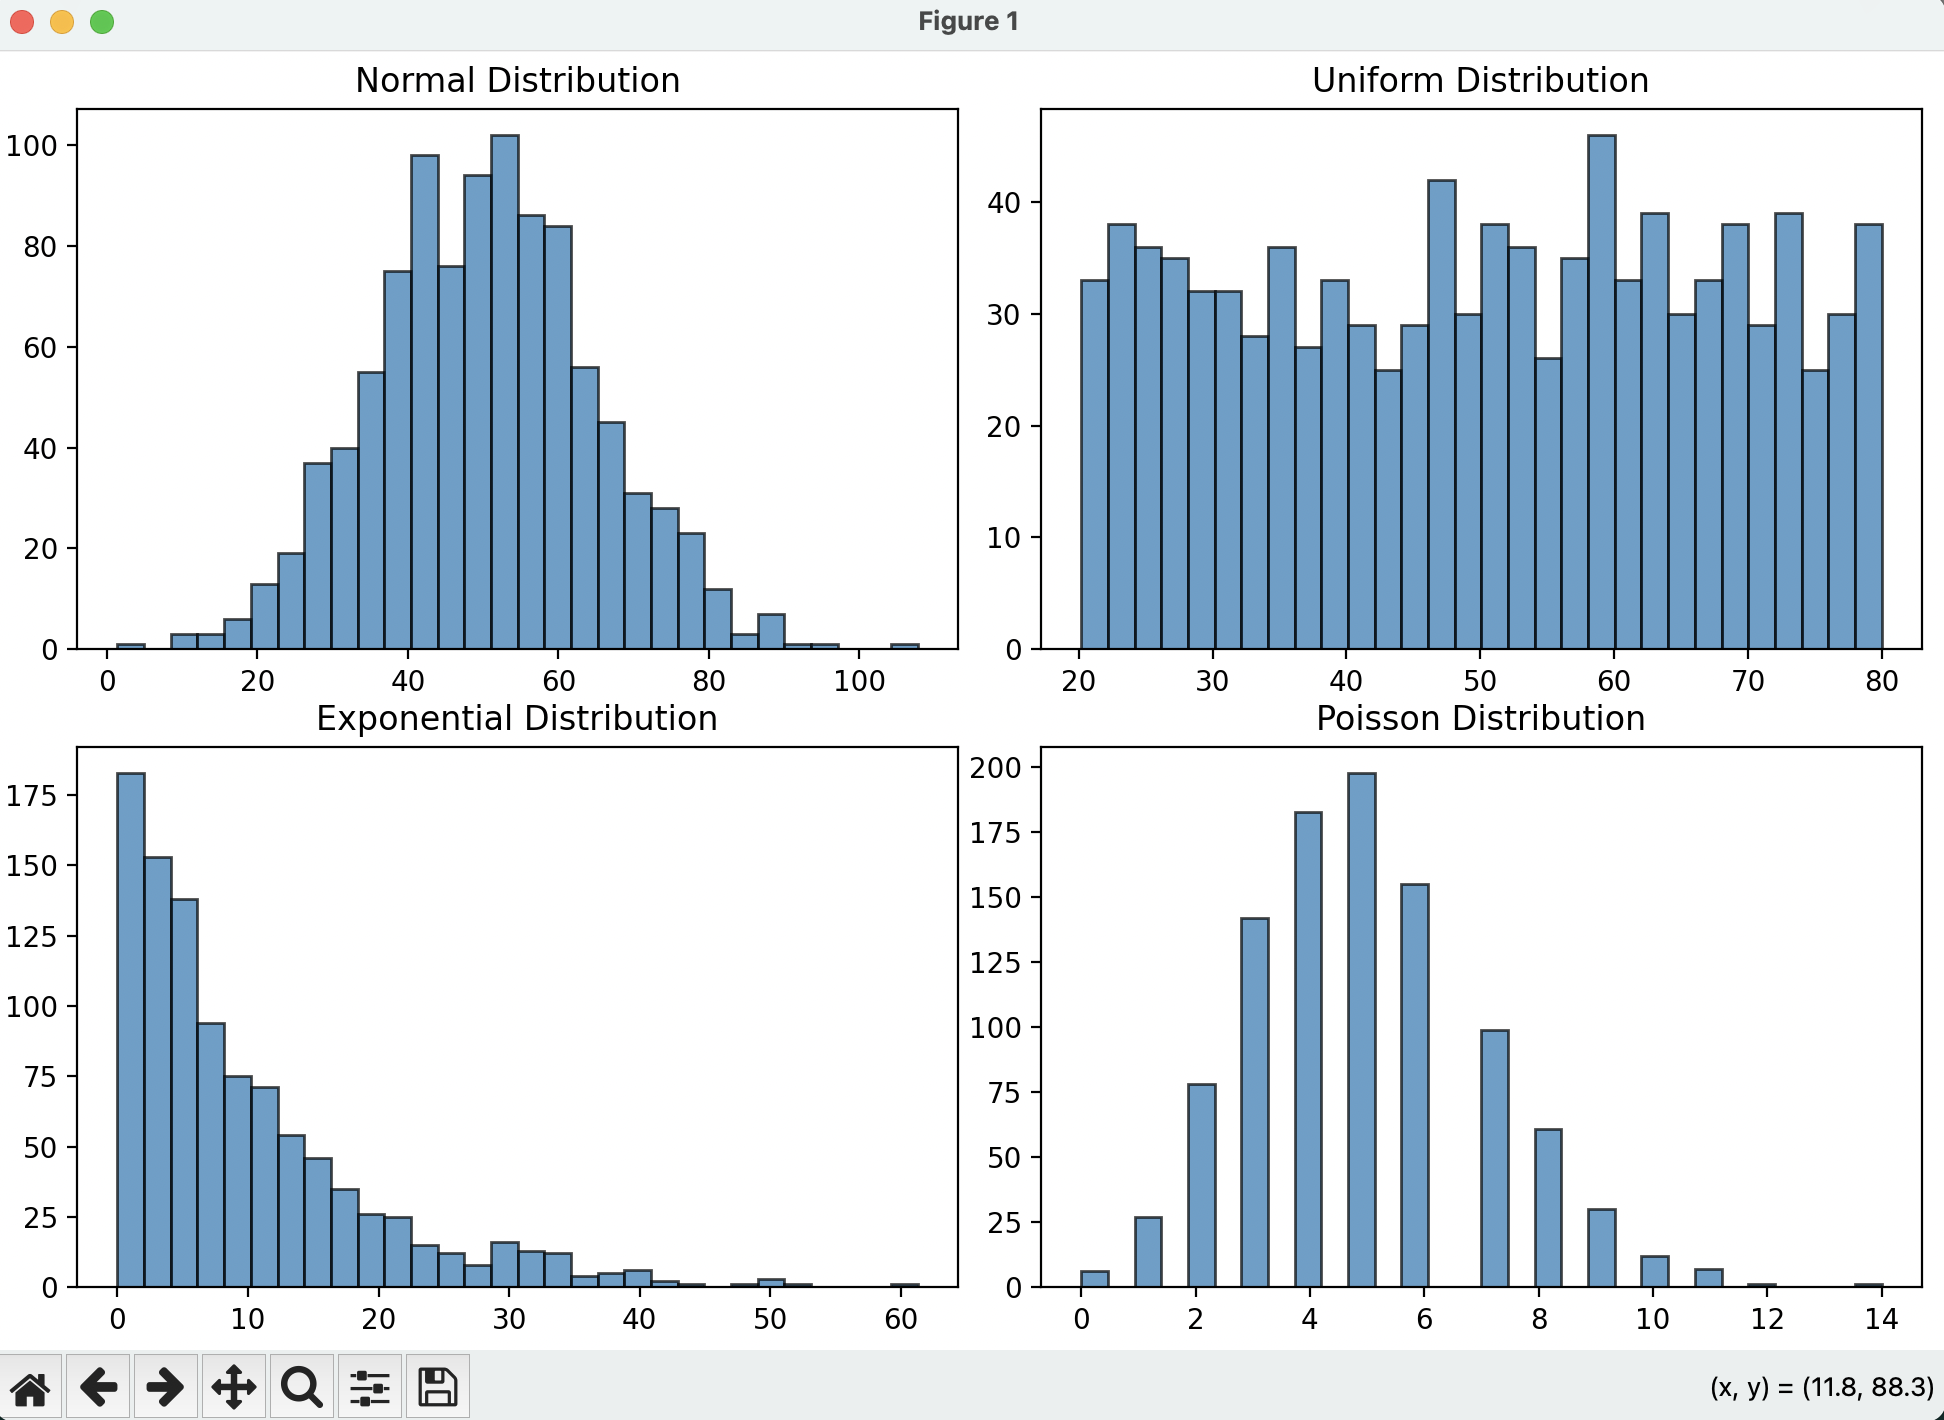 Figure 1
Normal Distribution
100
80
60
40
20
0
0 20 40 60 80 100
Uniform Distribution
40
30
20
10
0
20 30 40 50 60 70 80
Exponential Distribution
175
150
125
100
75
50
25
0
0 10 20 30 40 50 60
Poisson Distribution
200
175
150
125
100
75
50
25
0
0 2 4 6 8 10 12 14
(x, y) = (11.8, 88.3)